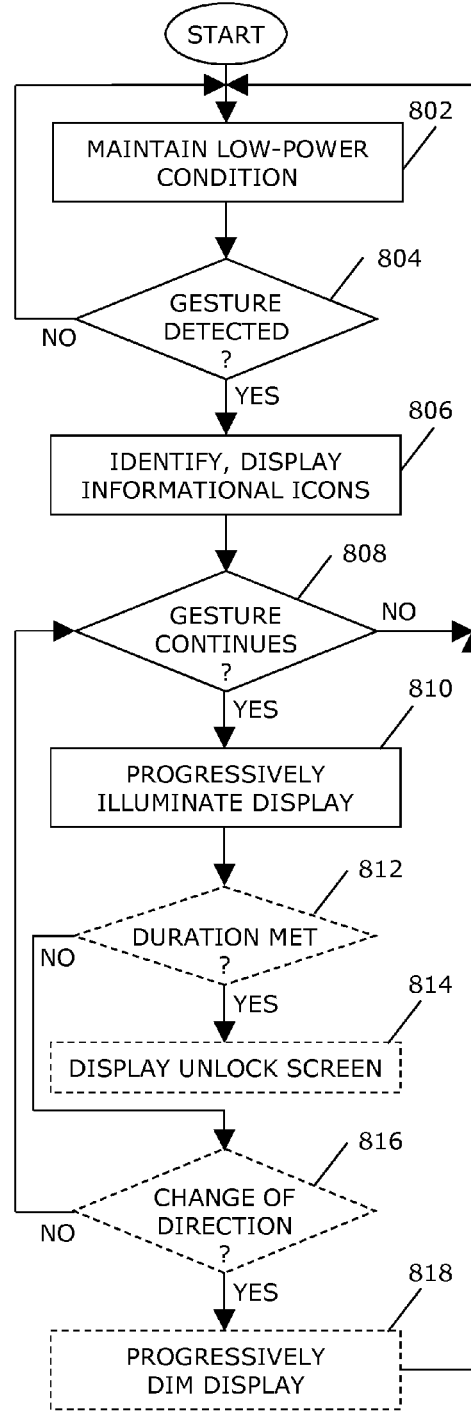 START
802
MAINTAIN LOW-POWER
CONDITION
804
GESTURE
DETECTED
?
NO
YES
806
IDENTIFY, DISPLAY
INFORMATIONAL ICONS
808
GESTURE
CONTINUES
?
NO
YES
810
PROGRESSIVELY
ILLUMINATE DISPLAY
812
DURATION MET
?
NO
YES
814
DISPLAY UNLOCK SCREEN
816
CHANGE OF
DIRECTION
?
NO
YES
818
PROGRESSIVELY
DIM DISPLAY